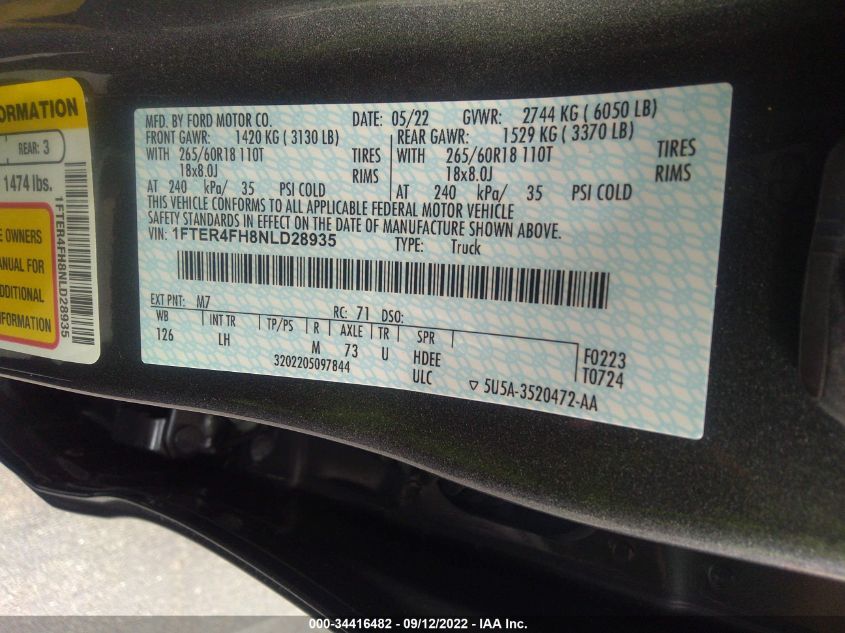 ORMATION
REAR: 3
1474 lbs.
E OWNERS
ANUAL FOR
DDITIONAL
FORMATION
1FTER4FH8NLD28935
MFD. BY FORD MOTOR CO. DATE: 05/22 GVWR: 2744 KG ( 6050 LB)
FRONT GAWR: 1420 KG ( 3130 LB) REAR GAWR: 1529 KG ( 3370 LB)
WITH 265/60R18 110T TIRES WITH 265/60R18 110T TIRES
18x8.0J RIMS 18x8.0J RIMS
AT 240 kPa/ 35 PSI COLD AT 240 kPa/ 35 PSI COLD
THIS VEHICLE CONFORMS TO ALL APPLICABLE FEDERAL MOTOR VEHICLE
SAFETY STANDARDS IN EFFECT ON THE DATE OF MANUFACTURE SHOWN ABOVE.
VIN: 1FTER4FH8NLD28935 TYPE: Truck
EXT PNT: M7 RC: 71 DSO:
WB INT TR TP/PS R AXLE TR SPR
126 LH M 73 U HDEE F0223
3202205097844 ULC T0724
▽ 5U5A-3520472-AA
000-34416482 - 09/12/2022 - IAA Inc.